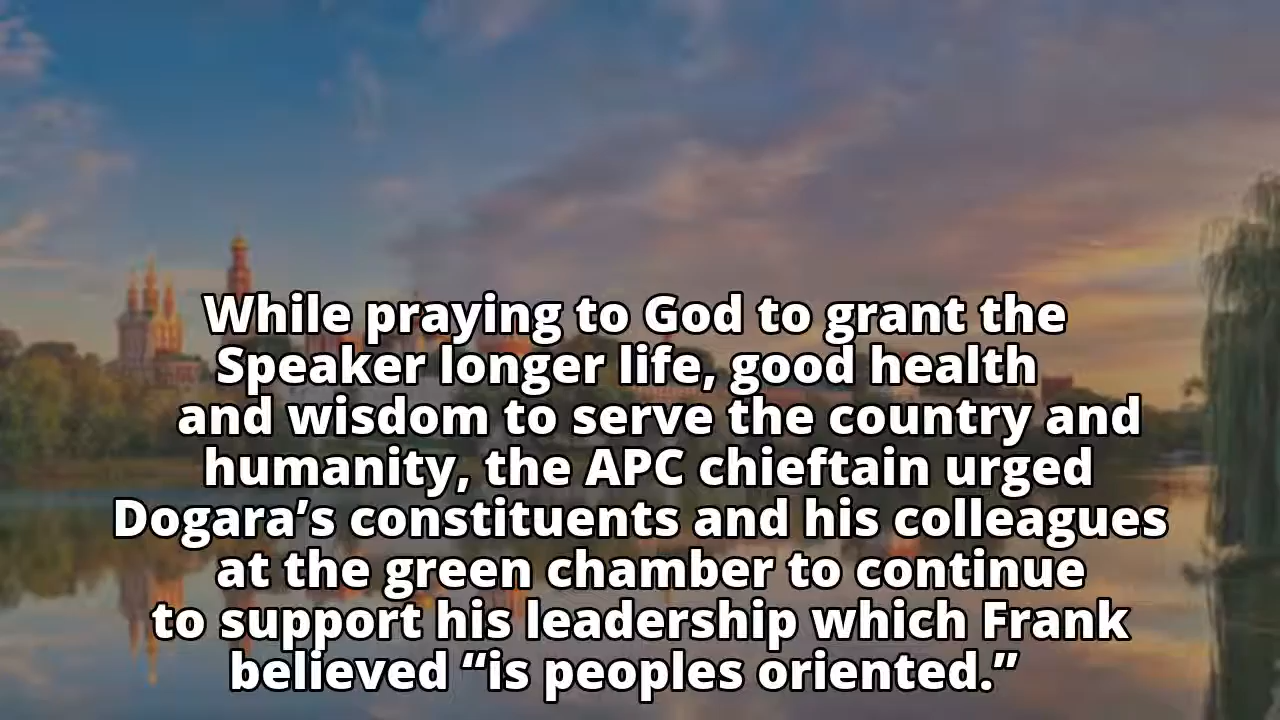 While praying to God to grant the
Speaker longer life, good health
and wisdom to serve the country and
humanity, the APC chieftain urged
Dogara’s constituents and his colleagues
at the green chamber to continue
to support his leadership which Frank
believed “is peoples oriented.”